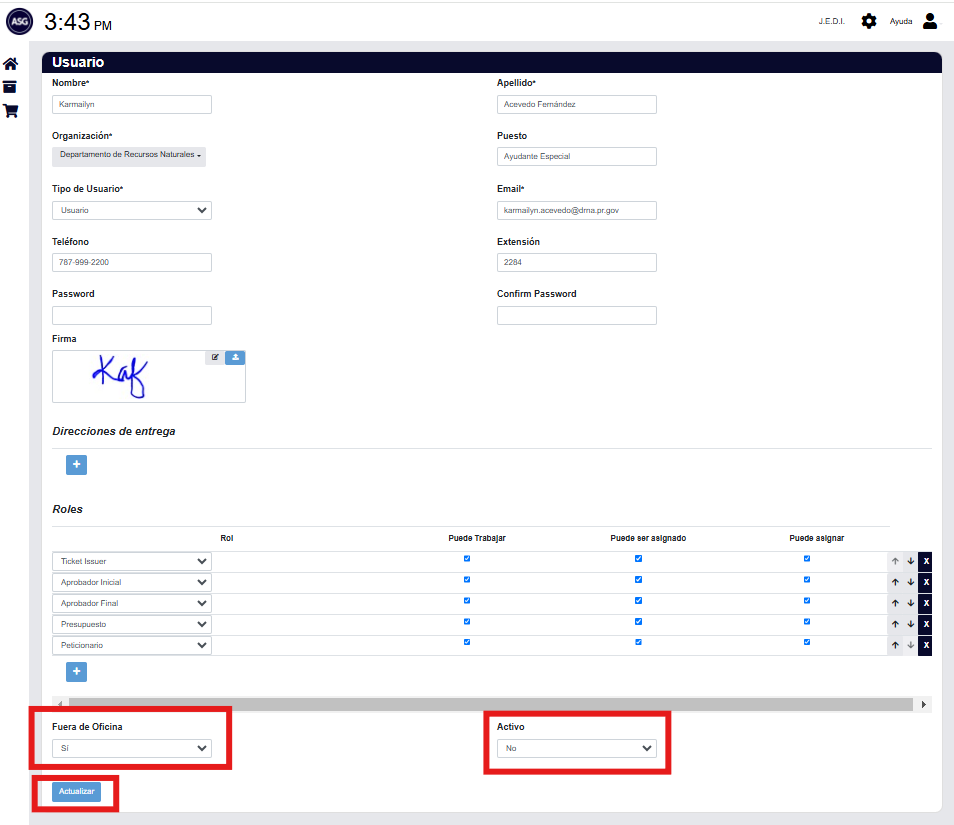 ASG 3:43 PM J.E.D.I. Ayuda
Usuario
Nombre* Apellido*
Karmailyn Acevedo Fernández
Organización* Puesto
Departamento de Recursos Naturales Ayudante Especial
Tipo de Usuario* Email*
Usuario karmailyn.acevedo@drna.pr.gov
Teléfono Extensión
787-999-2200 2284
Password Confirm Password
Firma
Kaf
Direcciones de entrega
+
Roles
Rol Puede Trabajar Puede ser asignado Puede asignar
Ticket Issuer X
Aprobador Inicial X
Aprobador Final X
Presupuesto X
Peticionario X
+
Fuera de Oficina Activo
Sí No
Actualizar